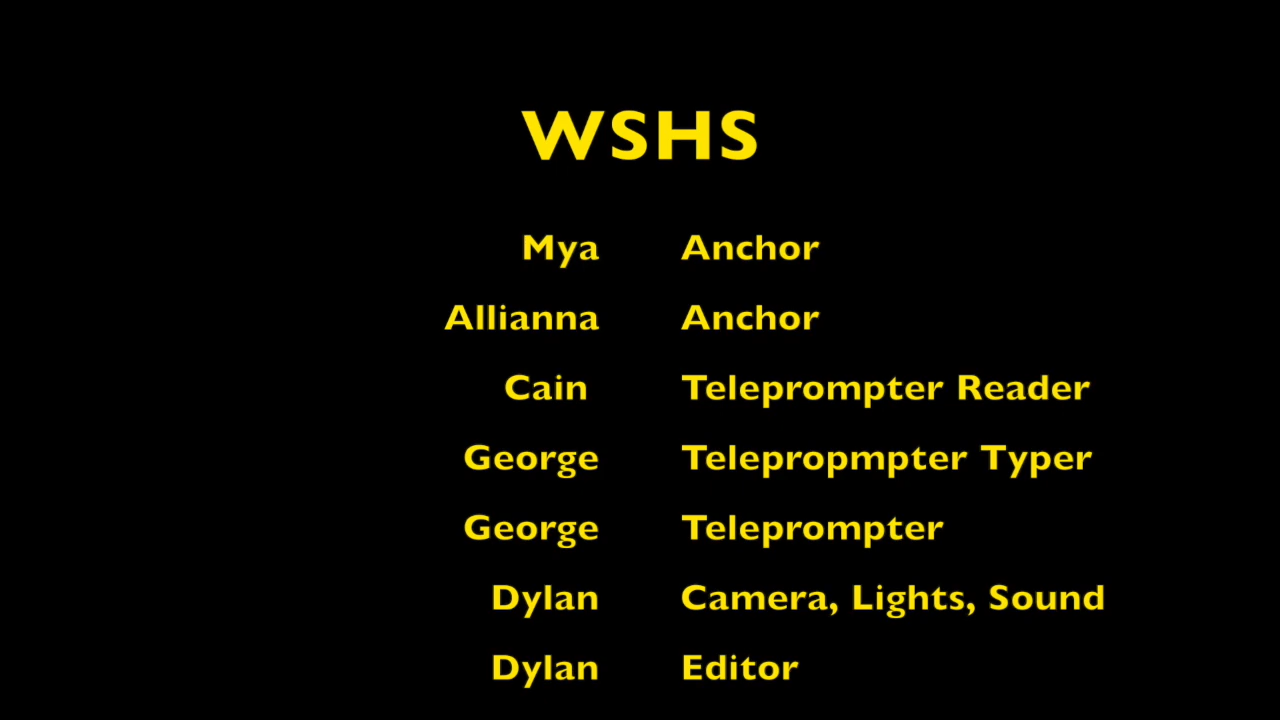 WSHS
Mya Anchor
Allianna Anchor
Cain Teleprompter Reader
George Telepropmpter Typer
George Teleprompter
Dylan Camera, Lights, Sound
Dylan Editor